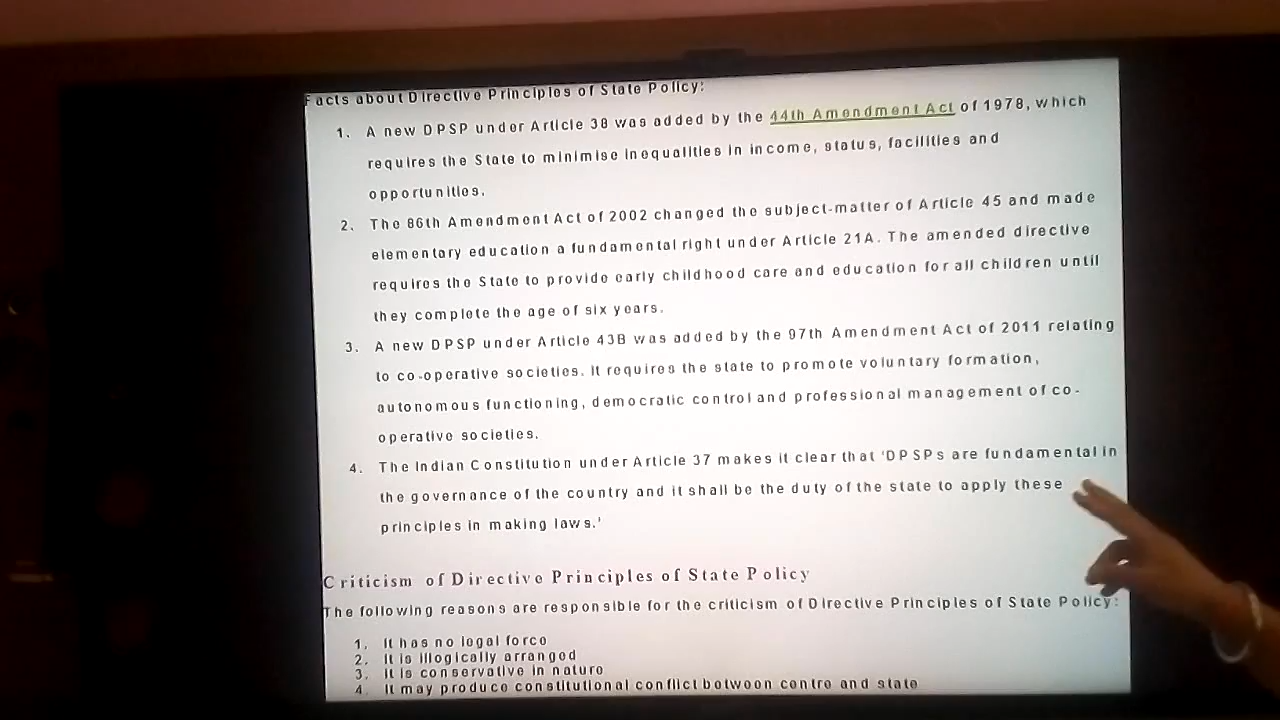 Facts about Directive Principles of State Policy:
1. A new DPSP under Article 38 was added by the 44th Amendment Act of 1978, which
requires the State to minimise inequalities in income, status, facilities and
opportunities.
2. The 86th Amendment Act of 2002 changed the subject-matter of Article 45 and made
elementary education a fundamental right under Article 21A. The amended directive
requires the State to provide early childhood care and education for all children until
they complete the age of six years.
3. A new DPSP under Article 43B was added by the 97th Amendment Act of 2011 relating
to co-operative societies. It requires the state to promote voluntary formation,
autonomous functioning, democratic control and professional management of co-
operative societies.
4. The Indian Constitution under Article 37 makes it clear that 'DPSPs are fundamental in
the governance of the country and it shall be the duty of the state to apply these
principles in making laws.'
Criticism of Directive Principles of State Policy
The following reasons are responsible for the criticism of Directive Principles of State Policy:
1. It has no legal force
2. It is illogically arranged
3. It is conservative in nature
4. It may produce constitutional conflict between centre and state